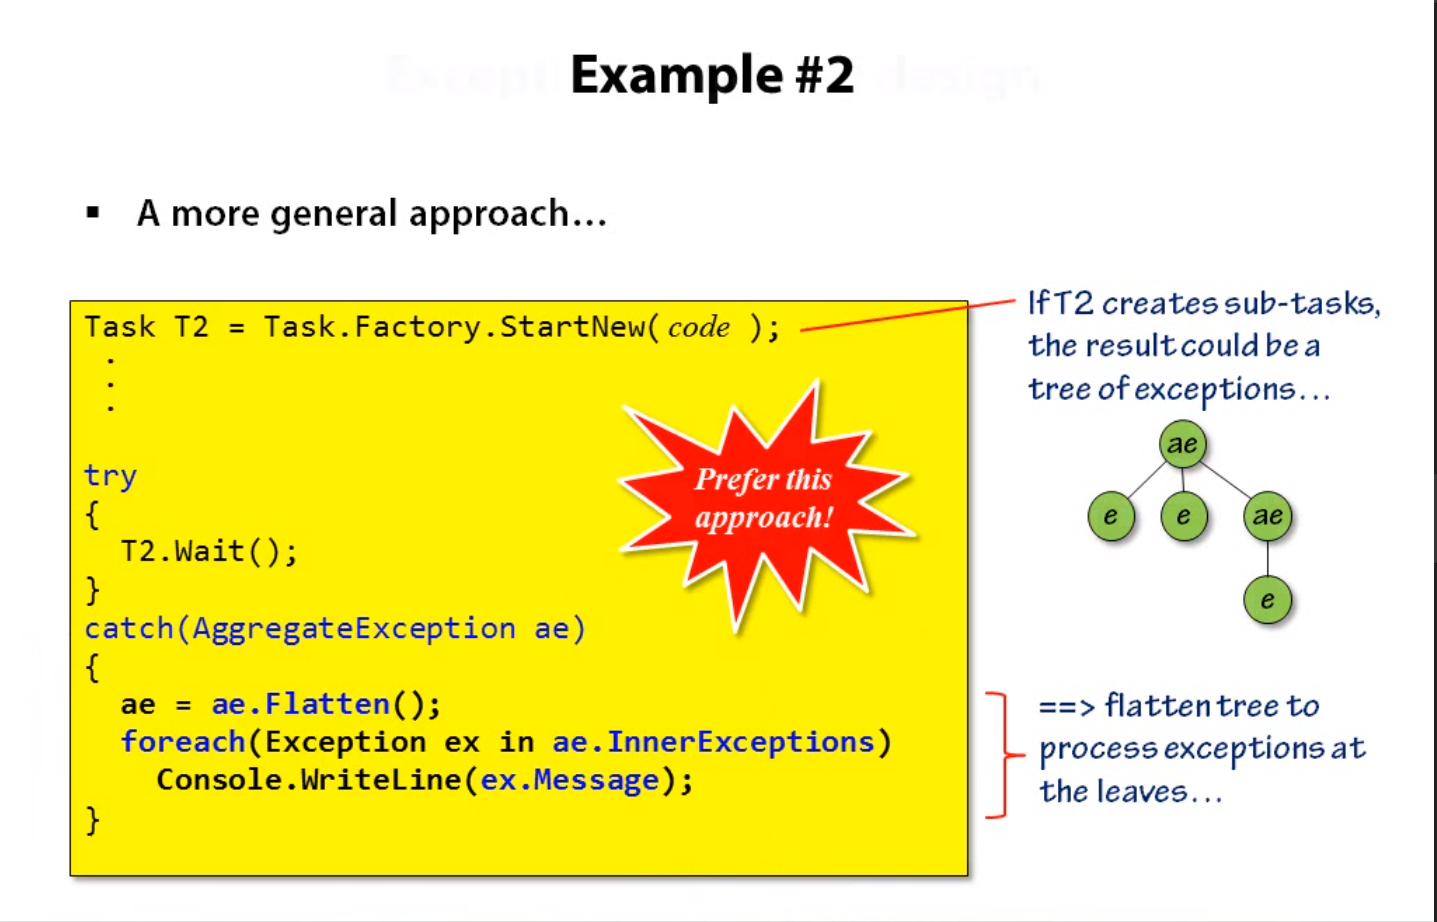 Example #2
▪ A more general approach...
Task T2 = Task.Factory.StartNew( code );
.
.
.
try
{
T2.Wait();
}
catch(AggregateException ae)
{
ae = ae.Flatten();
foreach(Exception ex in ae.InnerExceptions)
Console.WriteLine(ex.Message);
}
Prefer this
approach!
If T2 creates sub-tasks,
the result could be a
tree of exceptions...
ae
e e ae
e
==> flatten tree to
process exceptions at
the leaves...